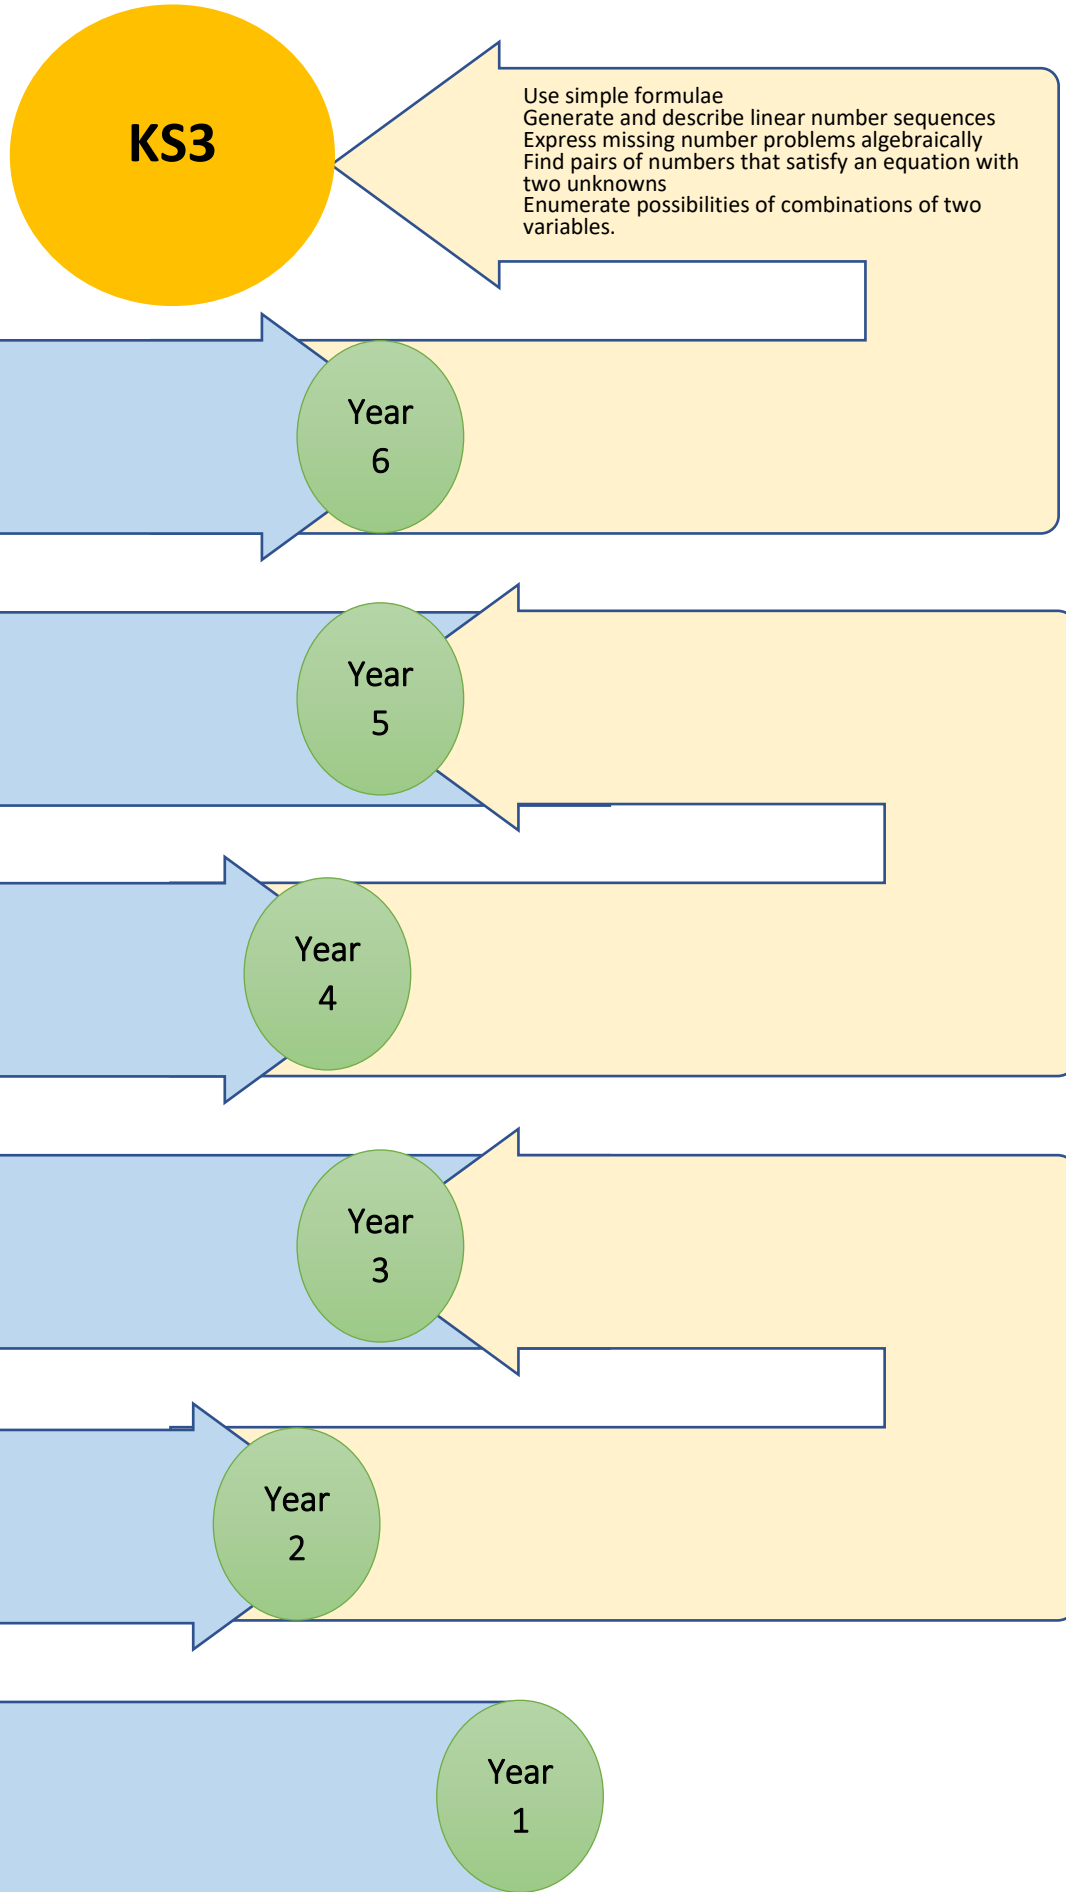 KS3
Use simple formulae
Generate and describe linear number sequences
Express missing number problems algebraically
Find pairs of numbers that satisfy an equation with
two unknowns
Enumerate possibilities of combinations of two
variables.
Year
6
Year
5
Year
4
Year
3
Year
2
Year
1